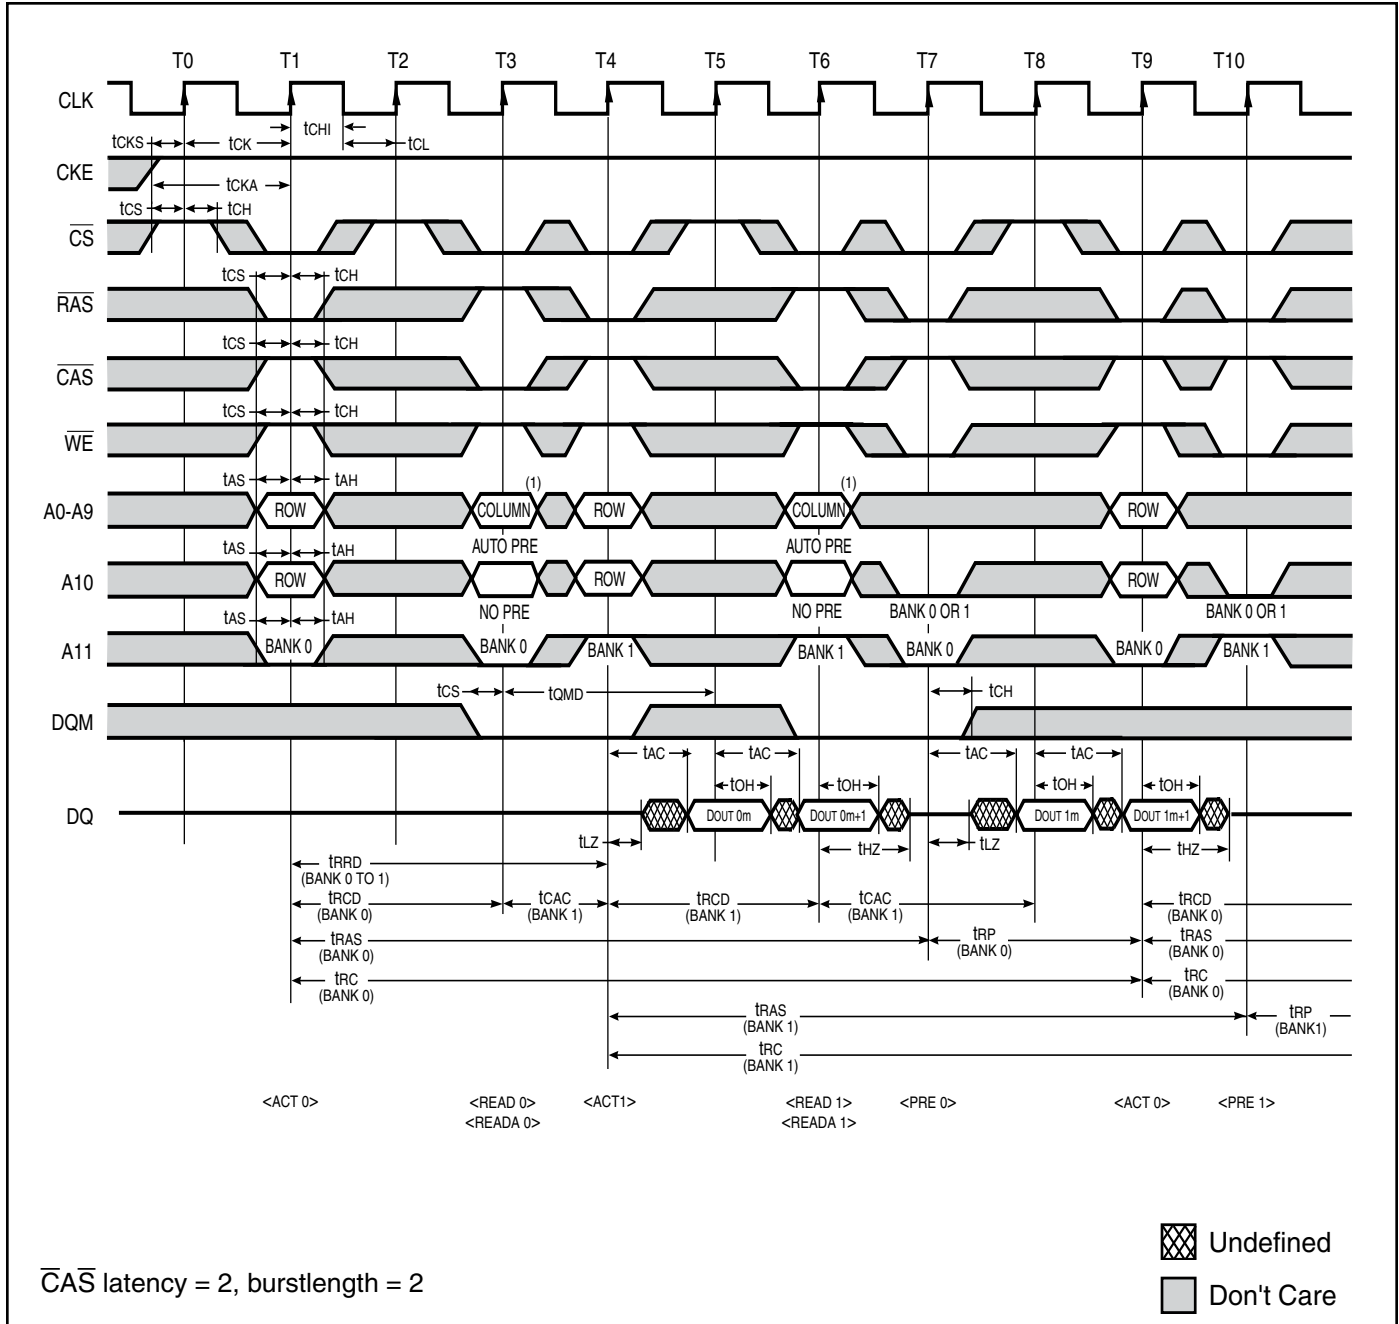 T0 T1 T2 T3 T4 T5 T6 T7 T8 T9 T10
CLK
tCHI
tCKS tCK tCL
CKE
tCKA
tCS tCH
CS
tCS tCH
RAS
tCS tCH
CAS
tCS tCH
WE
tAS tAH (1) (1)
A0-A9 ROW COLUMN ROW COLUMN ROW
tAS tAH AUTO PRE AUTO PRE
A10 ROW ROW ROW
tAS tAH NO PRE NO PRE BANK 0 OR 1 BANK 0 OR 1
A11 BANK 0 BANK 0 BANK 1 BANK 1 BANK 0 BANK 0 BANK 1
tCS tQMD tCH
DQM
tAC tAC tAC tAC
tOH tOH tOH tOH
DQ DOUT 0m DOUT 0m+1 DOUT 1m DOUT 1m+1
tLZ tHZ tLZ tHZ
tRRD
(BANK 0 TO 1)
tRCD tCAC tRCD tCAC tRCD
(BANK 0) (BANK 1) (BANK 1) (BANK 1) (BANK 0)
tRAS tRP tRAS
(BANK 0) (BANK 0) (BANK 0)
tRC tRC
(BANK 0) (BANK 0)
tRAS tRP
(BANK 1) (BANK1)
tRC
(BANK 1)
<ACT 0> <READ 0> <ACT1> <READ 1> <PRE 0> <ACT 0> <PRE 1>
<READA 0> <READA 1>
Undefined
CAS latency = 2, burstlength = 2
Don't Care